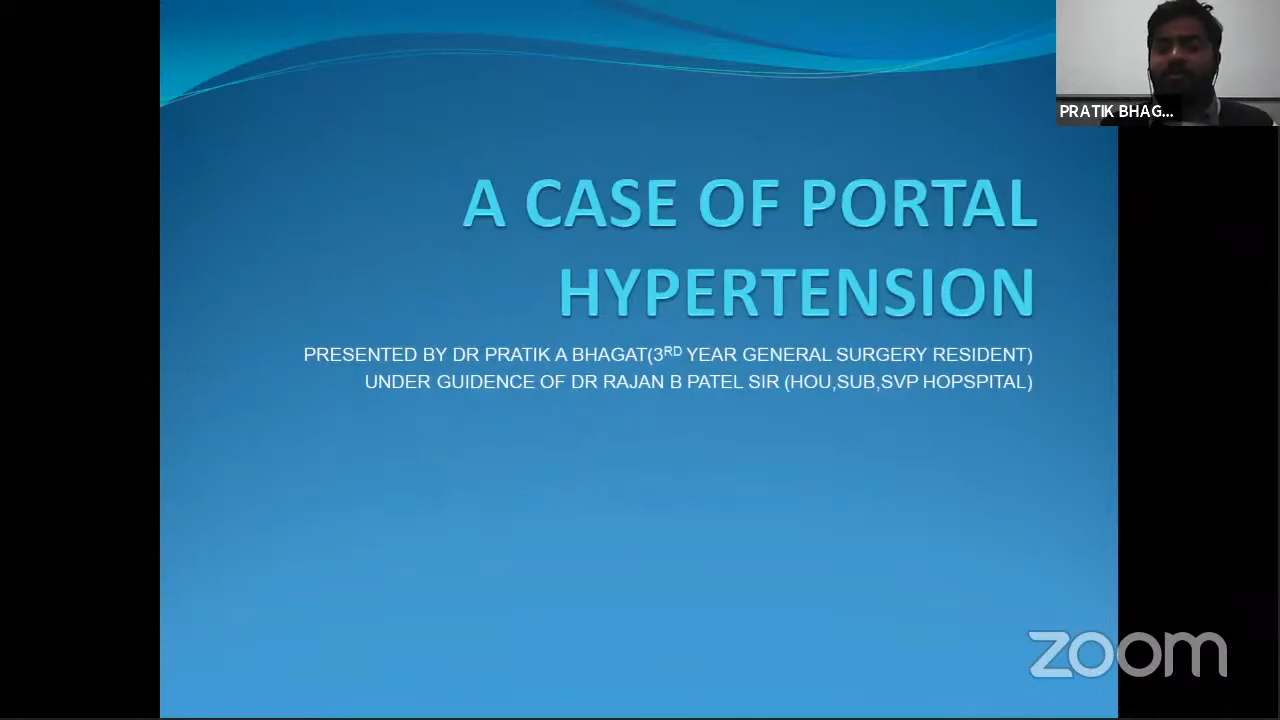 PRATIK BHAG...
A CASE OF PORTAL
HYPERTENSION
PRESENTED BY DR PRATIK A BHAGAT(3RD YEAR GENERAL SURGERY RESIDENT)
UNDER GUIDENCE OF DR RAJAN B PATEL SIR (HOU,SUB,SVP HOPSPITAL)
zoom